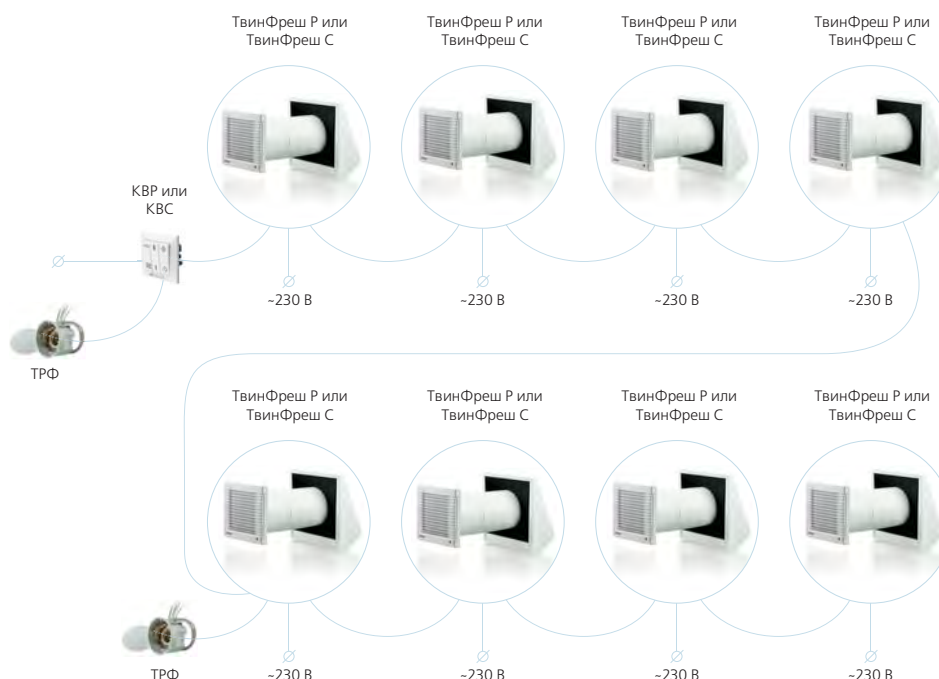 ТвинФреш Р или
ТвинФреш С
ТвинФреш Р или
ТвинФреш С
ТвинФреш Р или
ТвинФреш С
ТвинФреш Р или
ТвинФреш С
КВР или
КВС
~230 В
~230 В
~230 В
~230 В
ТРФ
ТвинФреш Р или
ТвинФреш С
ТвинФреш Р или
ТвинФреш С
ТвинФреш Р или
ТвинФреш С
ТвинФреш Р или
ТвинФреш С
ТРФ
~230 В
~230 В
~230 В
~230 В